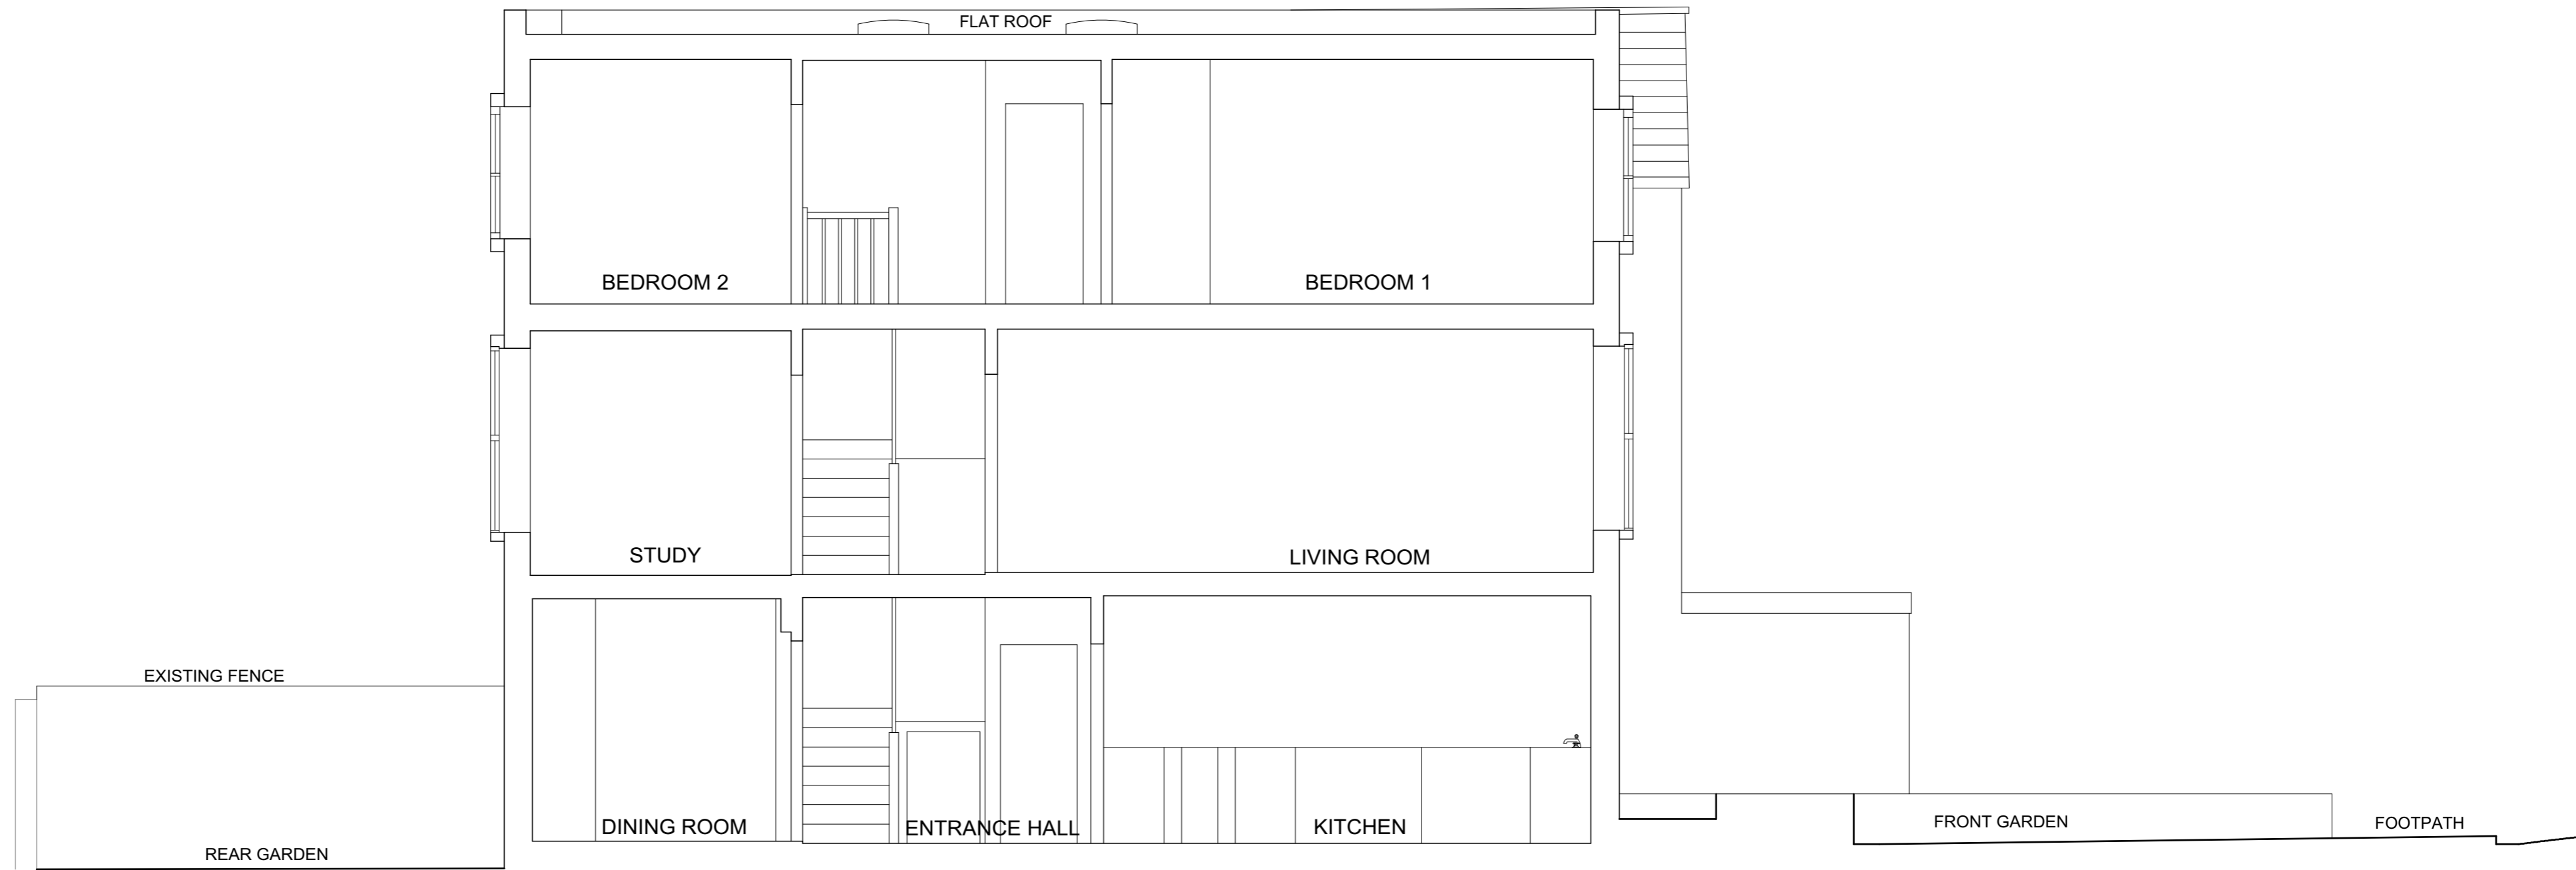 FLAT ROOF
BEDROOM 2
BEDROOM 1
STUDY
LIVING ROOM
EXISTING FENCE
DINING ROOM
ENTRANCE HALL
KITCHEN
FRONT GARDEN
FOOTPATH
REAR GARDEN